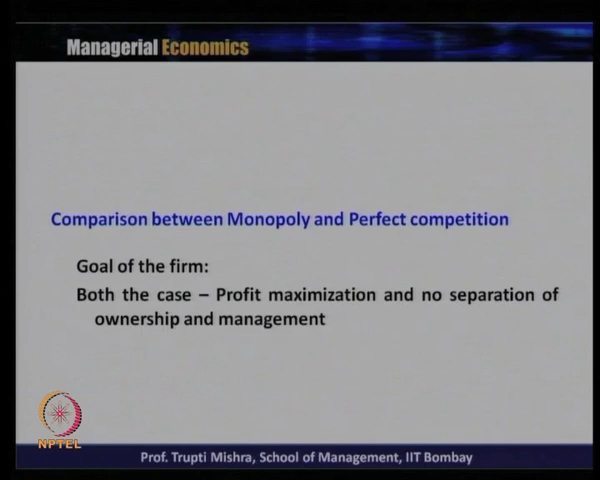 Managerial Economics
Comparison between Monopoly and Perfect competition
Goal of the firm:
Both the case – Profit maximization and no separation of
ownership and management
NPTEL
Prof. Trupti Mishra, School of Management, IIT Bombay